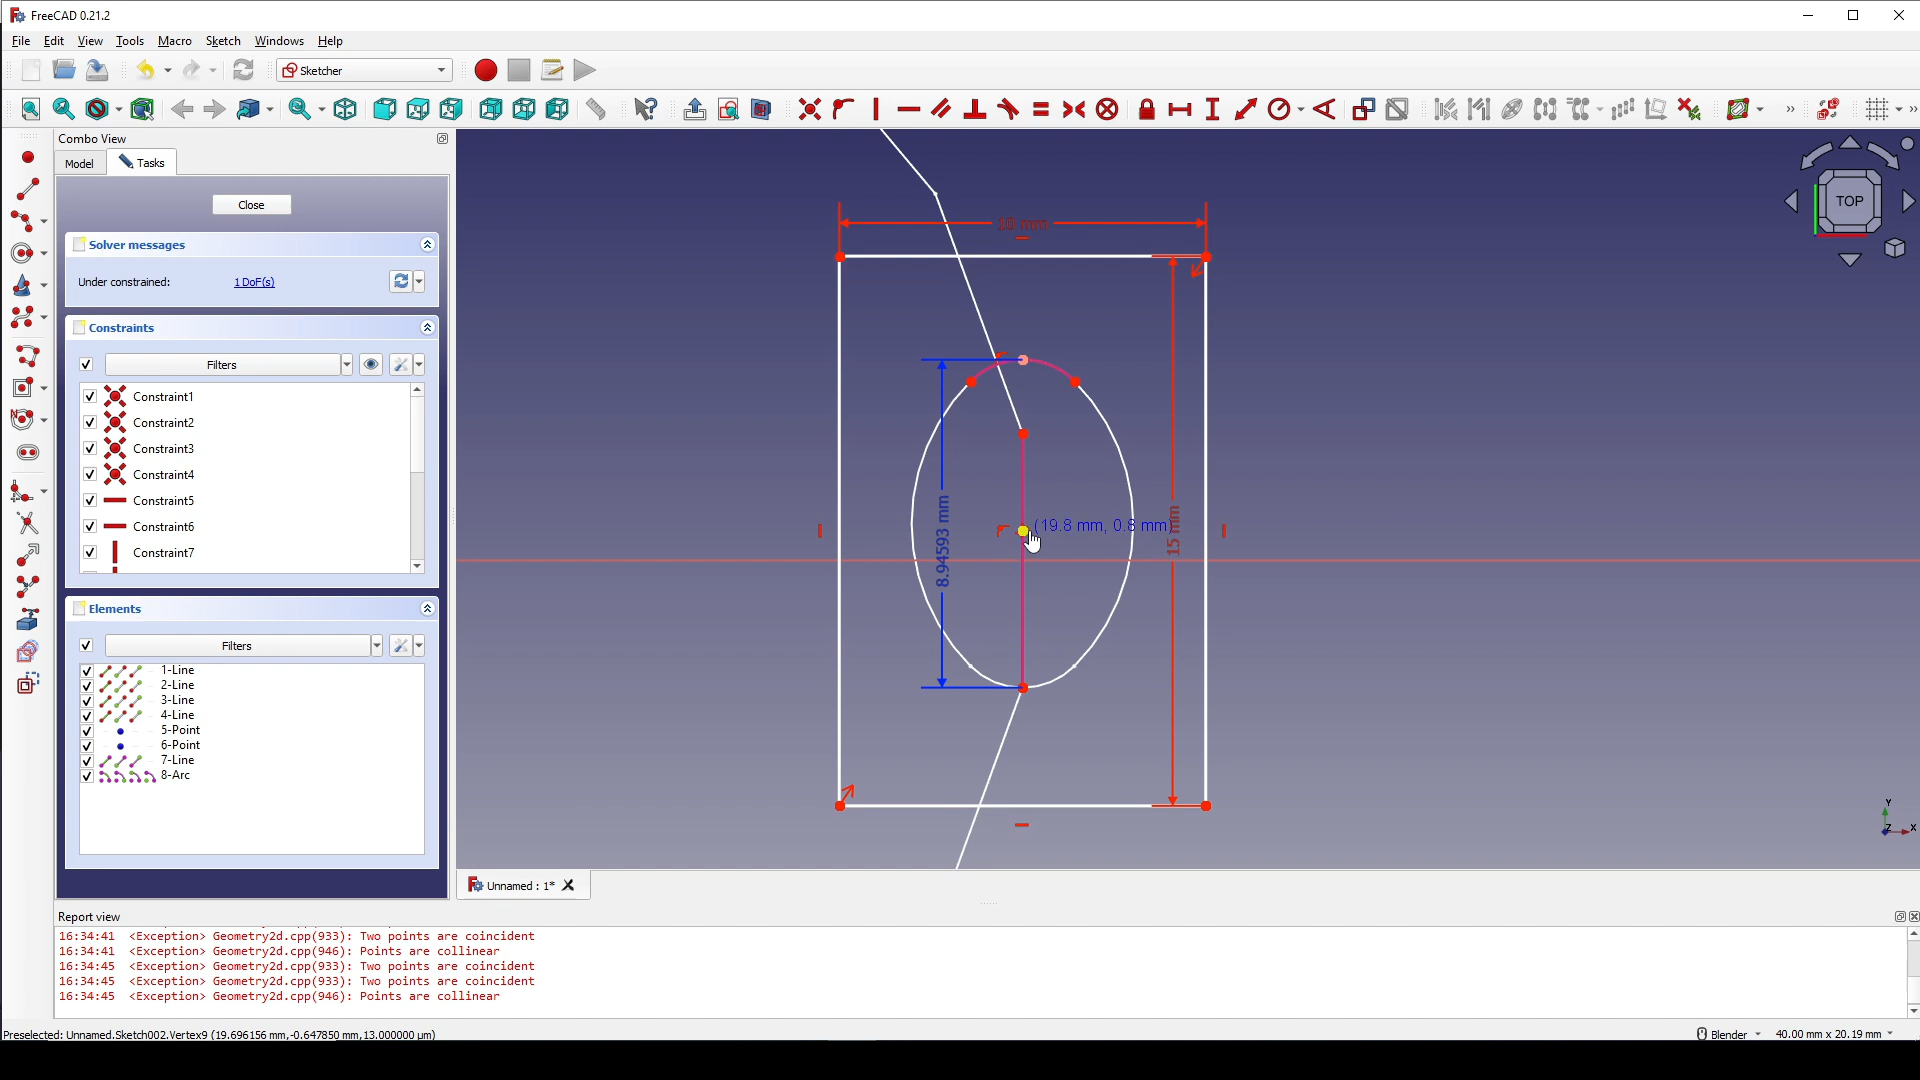 FreeCAD 0.21.2
File Edit View Tools Macro Sketch Windows Help
Sketcher
Combo View
Model Tasks
Close
Solver messages
Under constrained: 1 DoF(s)
Constraints
Filters
Constraint1
Constraint2
Constraint3
Constraint4
Constraint5
Constraint6
Constraint7
Elements
Filters
1-Line
2-Line
3-Line
4-Line
5-Point
6-Point
7-Line
8-Arc
10 mm
8.94593 mm
(19.8 mm, 0.8 mm)
15 mm
TOP
Y
Z X
Unnamed : 1*
Report view
16:34:41 <Exception> Geometry2d.cpp(933): Two points are coincident
16:34:41 <Exception> Geometry2d.cpp(946): Points are collinear
16:34:45 <Exception> Geometry2d.cpp(933): Two points are coincident
16:34:45 <Exception> Geometry2d.cpp(933): Two points are coincident
16:34:45 <Exception> Geometry2d.cpp(946): Points are collinear
Preselected: Unnamed.Sketch002.Vertex9 (19.696156 mm,-0.647850 mm,13.000000 µm)
Blender 40.00 mm x 20.19 mm